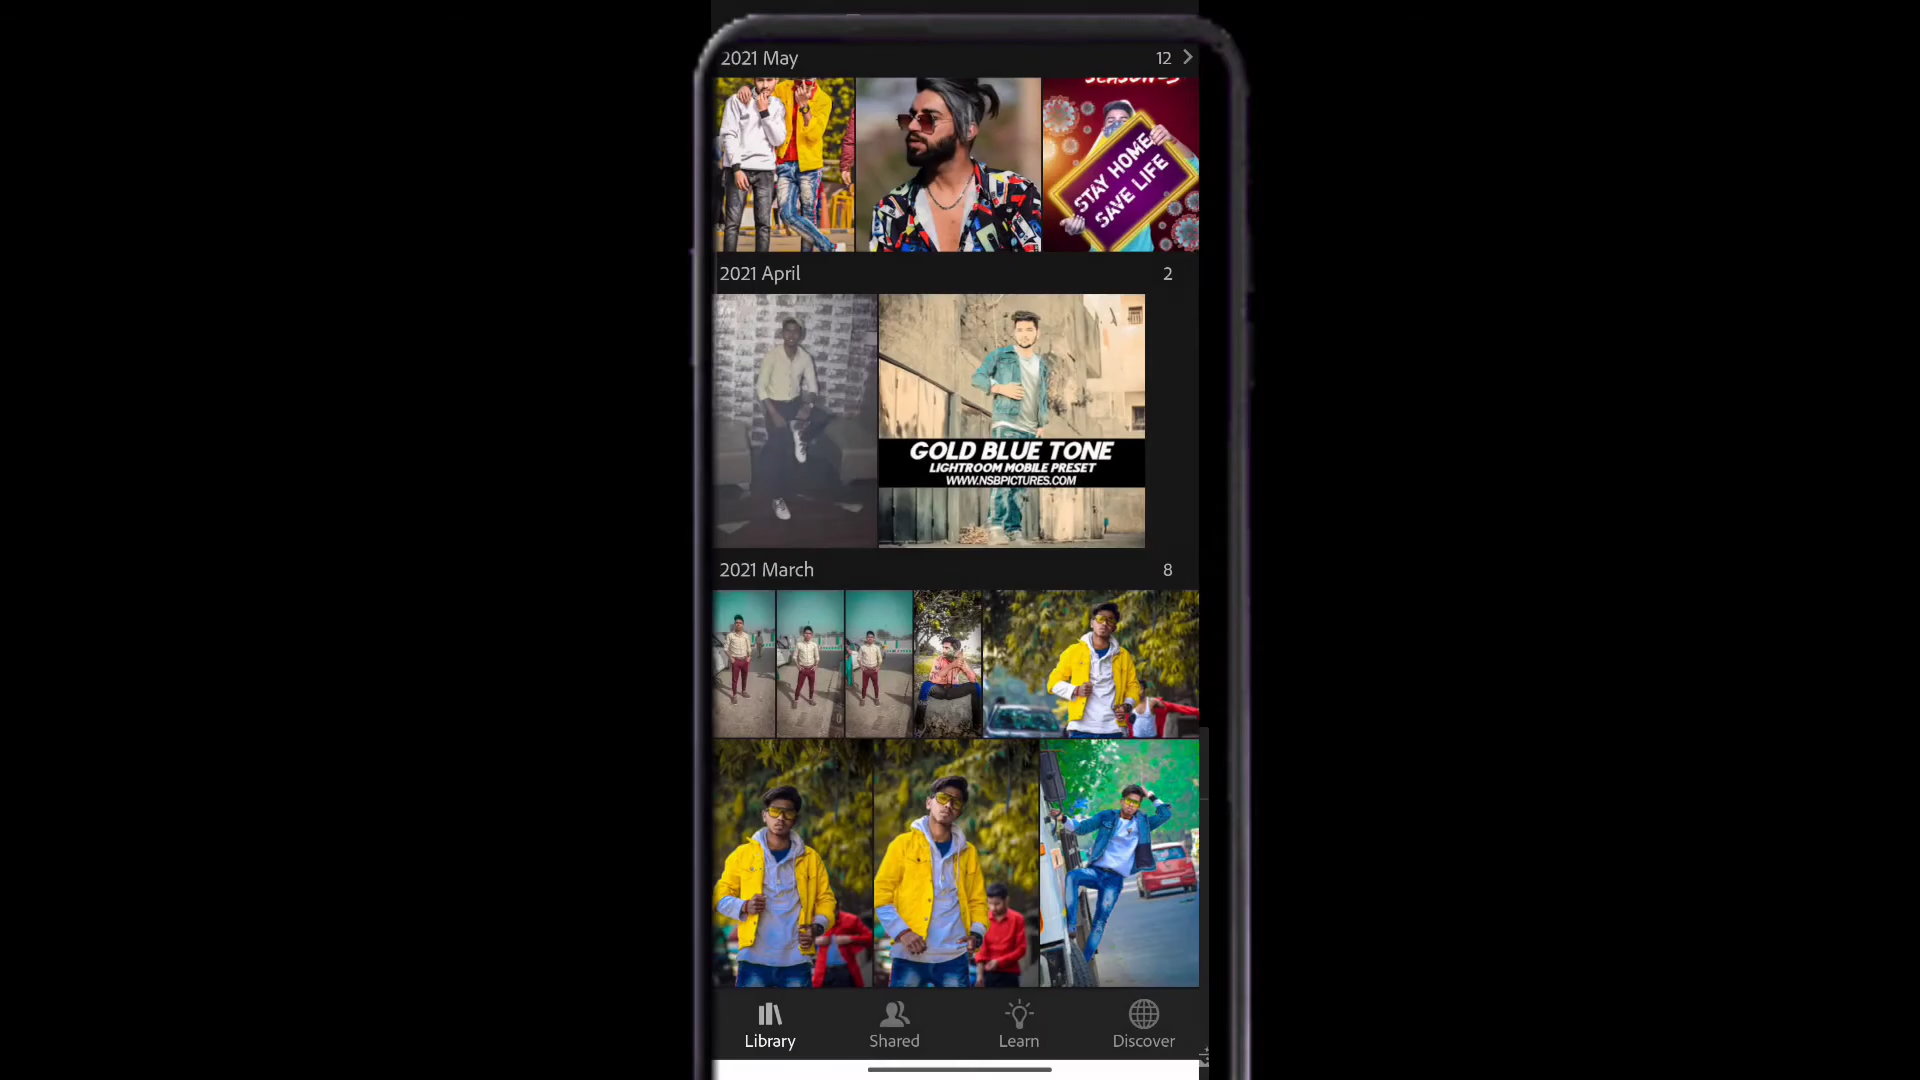 2021 May
12
STAY HOME
SAVE LIFE
2021 April
2
GOLD BLUE TONE
LIGHTROOM MOBILE PRESET
WWW.NSBPICTURES.COM
2021 March
8
Library
Shared
Learn
Discover